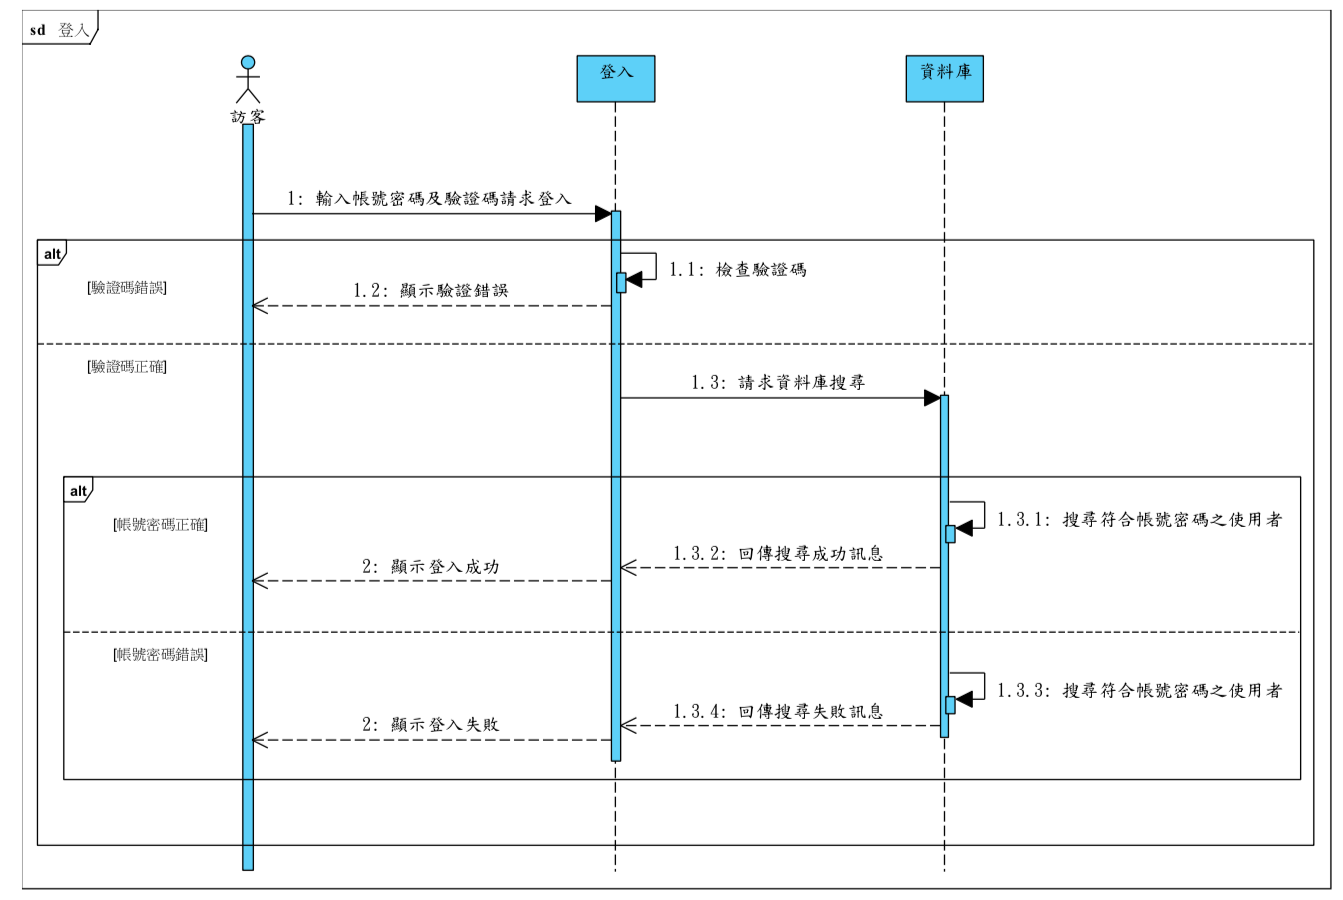 sd 登入
訪客
登入
資料庫
1: 輸入帳號密碼及驗證碼請求登入
alt
1.1: 檢查驗證碼
[驗證碼錯誤]
1.2: 顯示驗證錯誤
[驗證碼正確]
1.3: 請求資料庫搜尋
alt
[帳號密碼正確]
1.3.1: 搜尋符合帳號密碼之使用者
1.3.2: 回傳搜尋成功訊息
2: 顯示登入成功
[帳號密碼錯誤]
1.3.3: 搜尋符合帳號密碼之使用者
1.3.4: 回傳搜尋失敗訊息
2: 顯示登入失敗